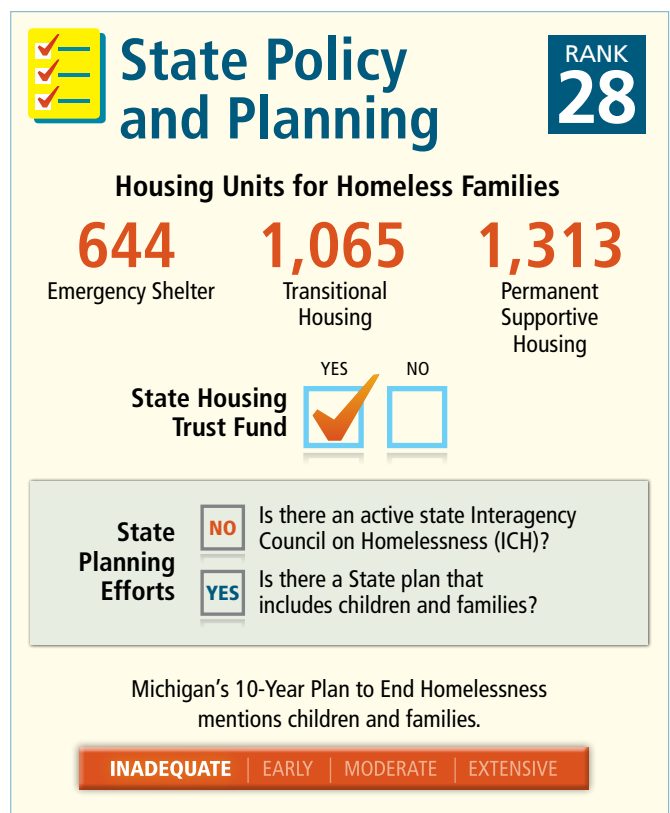 State Policy
and Planning
RANK
28
Housing Units for Homeless Families
644
Emergency Shelter
1,065
Transitional
Housing
1,313
Permanent
Supportive
Housing
YES
NO
State Housing
Trust Fund
State
Planning
Efforts
NO
Is there an active state Interagency
Council on Homelessness (ICH)?
YES
Is there a State plan that
includes children and families?
Michigan's 10-Year Plan to End Homelessness
mentions children and families.
INADEQUATE | EARLY | MODERATE | EXTENSIVE